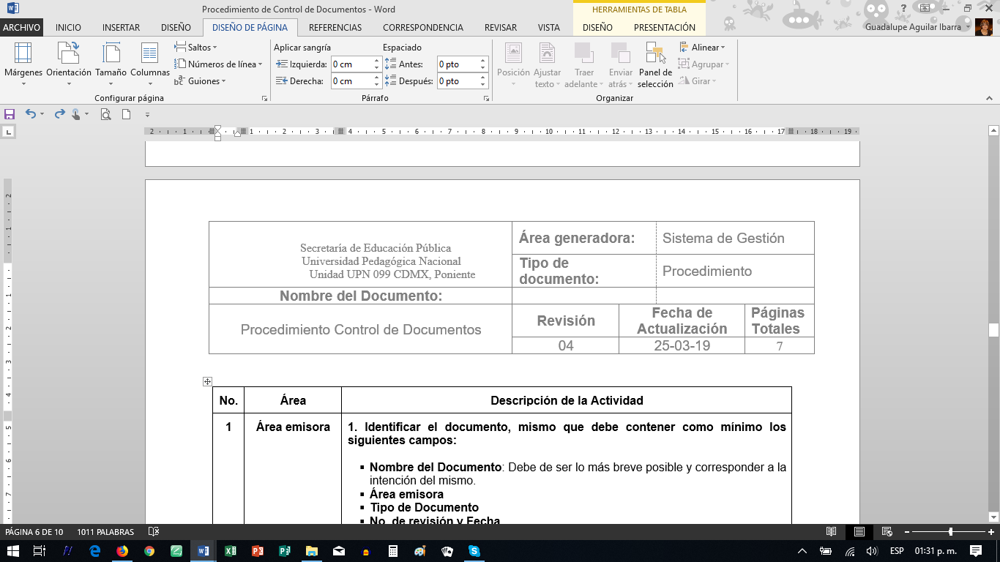 Procedimiento de Control de Documentos - Word
HERRAMIENTAS DE TABLA
?
ARCHIVO INICIO INSERTAR DISEÑO DISEÑO DE PÁGINA REFERENCIAS CORRESPONDENCIA REVISAR VISTA DISEÑO PRESENTACIÓN Guadalupe Aguilar Ibarra
Márgenes Orientación Tamaño Columnas
Saltos
Números de línea
Guiones
Configurar página
Aplicar sangría Espaciado
Izquierda: 0 cm Antes: 0 pto
Derecha: 0 cm Después: 0 pto
Párrafo
Posición Ajustar texto Traer adelante Enviar atrás Panel de selección
Alinear
Agrupar
Girar
Organizar
2 1 1 2 3 4 5 6 7 8 9 10 11 12 13 14 15 16 17 18 19
Secretaría de Educación Pública
Universidad Pedagógica Nacional
Unidad UPN 099 CDMX, Poniente
Área generadora: Sistema de Gestión
Tipo de documento: Procedimiento
Nombre del Documento:
Procedimiento Control de Documentos
Revisión Fecha de Actualización Páginas Totales
04 25-03-19 7
No. Área Descripción de la Actividad
1 Área emisora 1. Identificar el documento, mismo que debe contener como mínimo los
siguientes campos:
▪ Nombre del Documento: Debe de ser lo más breve posible y corresponder a la
intención del mismo.
▪ Área emisora
▪ Tipo de Documento
▪ No. de revisión y Fecha
2 1 1 2 3 4 5 6 7
PÁGINA 6 DE 10 1011 PALABRAS
ESP 01:31 p. m.